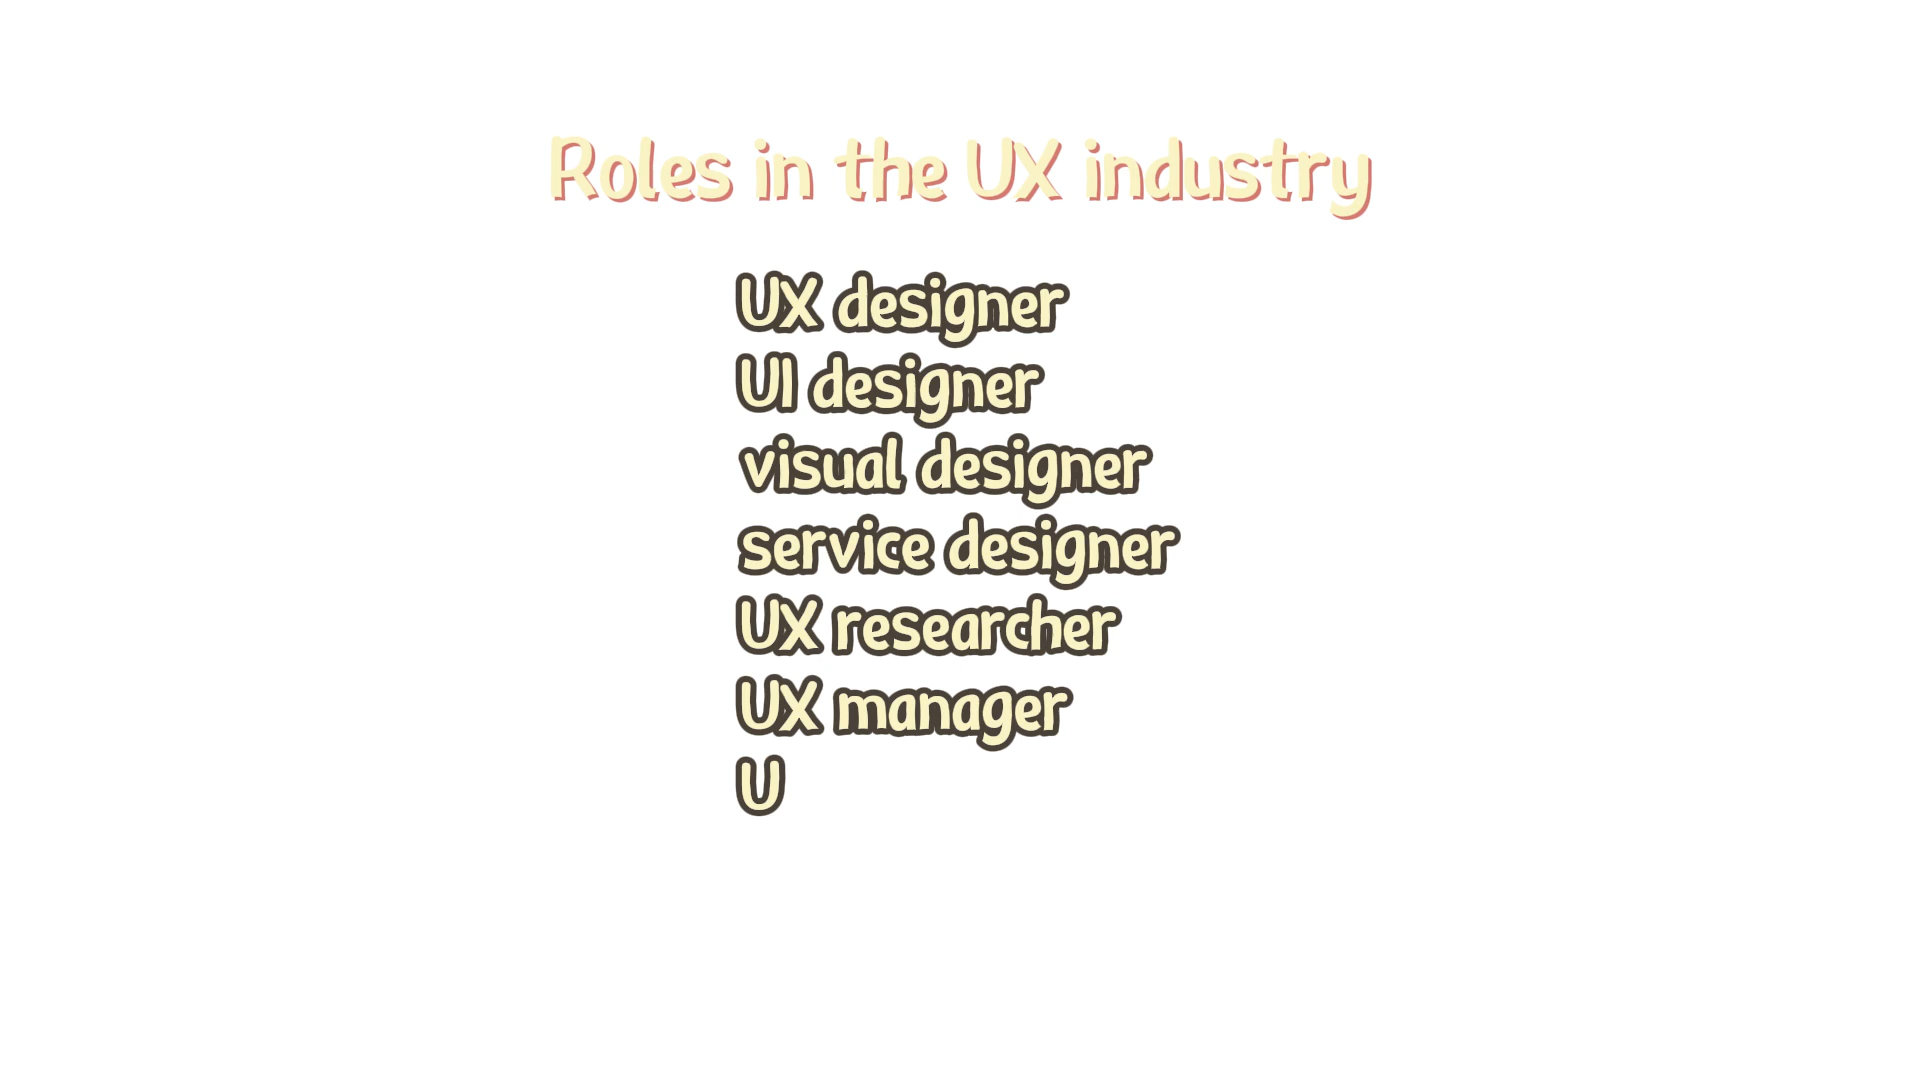 Roles in the UX industry
UX designer
UI designer
visual designer
service designer
UX researcher
UX manager
U